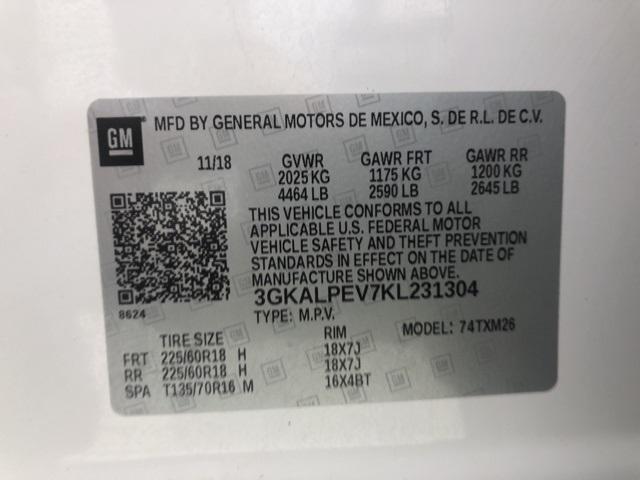 GM MFD BY GENERAL MOTORS DE MEXICO, S. DE R.L. DE C.V.
11/18 GVWR GAWR FRT GAWR RR
2025 KG 1175 KG 1200 KG
4464 LB 2590 LB 2645 LB
THIS VEHICLE CONFORMS TO ALL
APPLICABLE U.S. FEDERAL MOTOR
VEHICLE SAFETY AND THEFT PREVENTION
STANDARDS IN EFFECT ON THE DATE OF
MANUFACTURE SHOWN ABOVE.
3GKALPEV7KL231304
8624
TYPE: M.P.V. MODEL: 74TXM26
TIRE SIZE RIM
FRT 225/60R18 H 18X7J
RR 225/60R18 H 18X7J
SPA T135/70R16 M 16X4BT